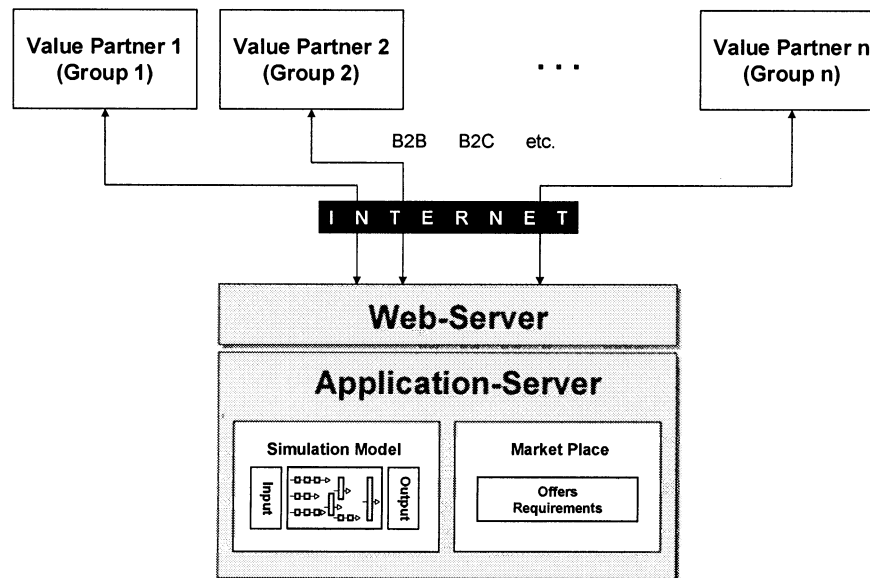 Value Partner 1
(Group 1)
Value Partner 2
(Group 2)
. . .
Value Partner n
(Group n)
B2B B2C etc.
I N T E R N E T
Web-Server
Application-Server
Simulation Model
Input
Output
Market Place
Offers
Requirements